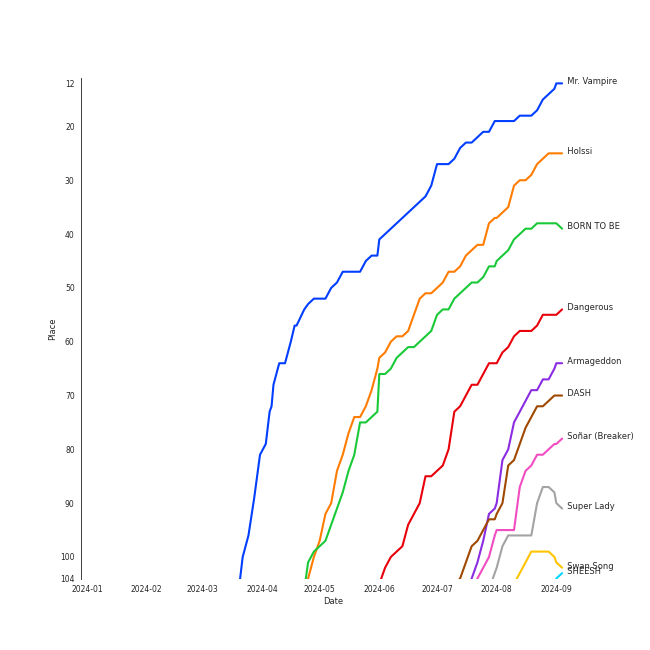 12
20
30
40
50
60
70
80
90
100
104
Place
2024-01
2024-02
2024-03
2024-04
2024-05
2024-06
2024-07
2024-08
2024-09
Date
Mr. Vampire
Holssi
BORN TO BE
Dangerous
Armageddon
DASH
Soñar (Breaker)
Super Lady
Swan Song
SHEESH